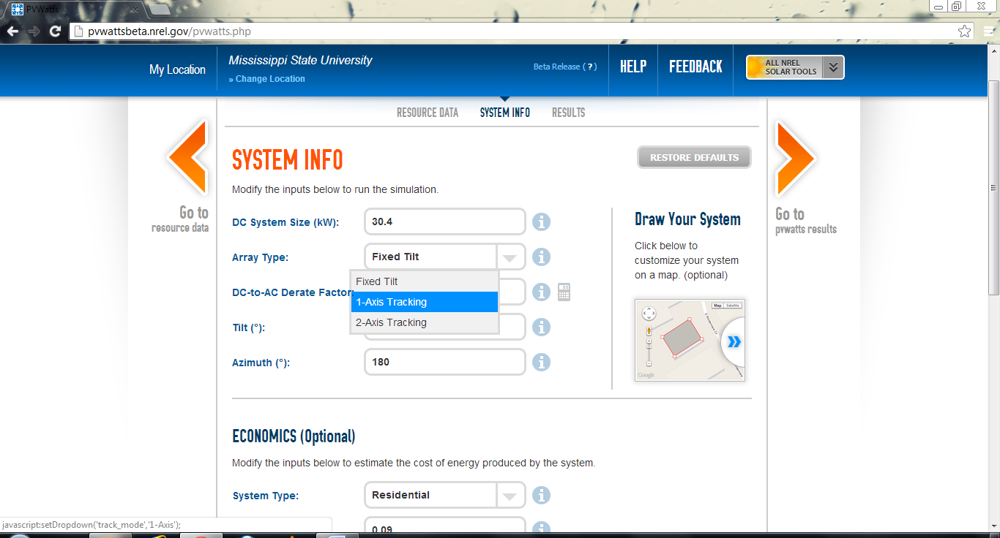 PVWatts
pvwattsbeta.nrel.gov/pvwatts.php
My Location
Mississippi State University
» Change Location
Beta Release ( ? )
HELP
FEEDBACK
ALL NREL
SOLAR TOOLS
RESOURCE DATA
SYSTEM INFO
RESULTS
Go to
resource data
SYSTEM INFO
RESTORE DEFAULTS
Modify the inputs below to run the simulation.
DC System Size (kW):
30.4
Array Type:
Fixed Tilt
Fixed Tilt
DC-to-AC Derate Factor:
1-Axis Tracking
2-Axis Tracking
Tilt (°):
Azimuth (°):
180
Draw Your System
Click below to
customize your system
on a map. (optional)
Map
Satellite
Google
Go to
pvwatts results
ECONOMICS (Optional)
Modify the inputs below to estimate the cost of energy produced by the system.
System Type:
Residential
0.09
javascript:setDropdown('track_mode','1-Axis');